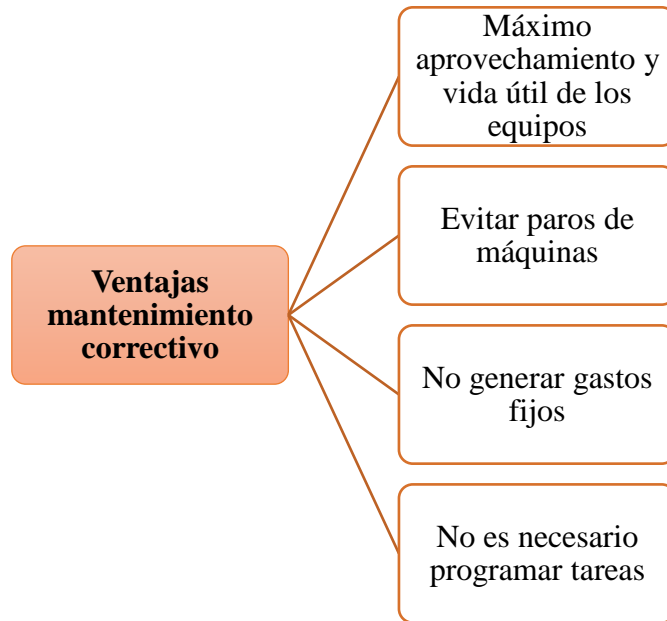 Máximo
aprovechamiento y
vida útil de los
equipos
Evitar paros de
máquinas
Ventajas
mantenimiento
correctivo
No generar gastos
fijos
No es necesario
programar tareas